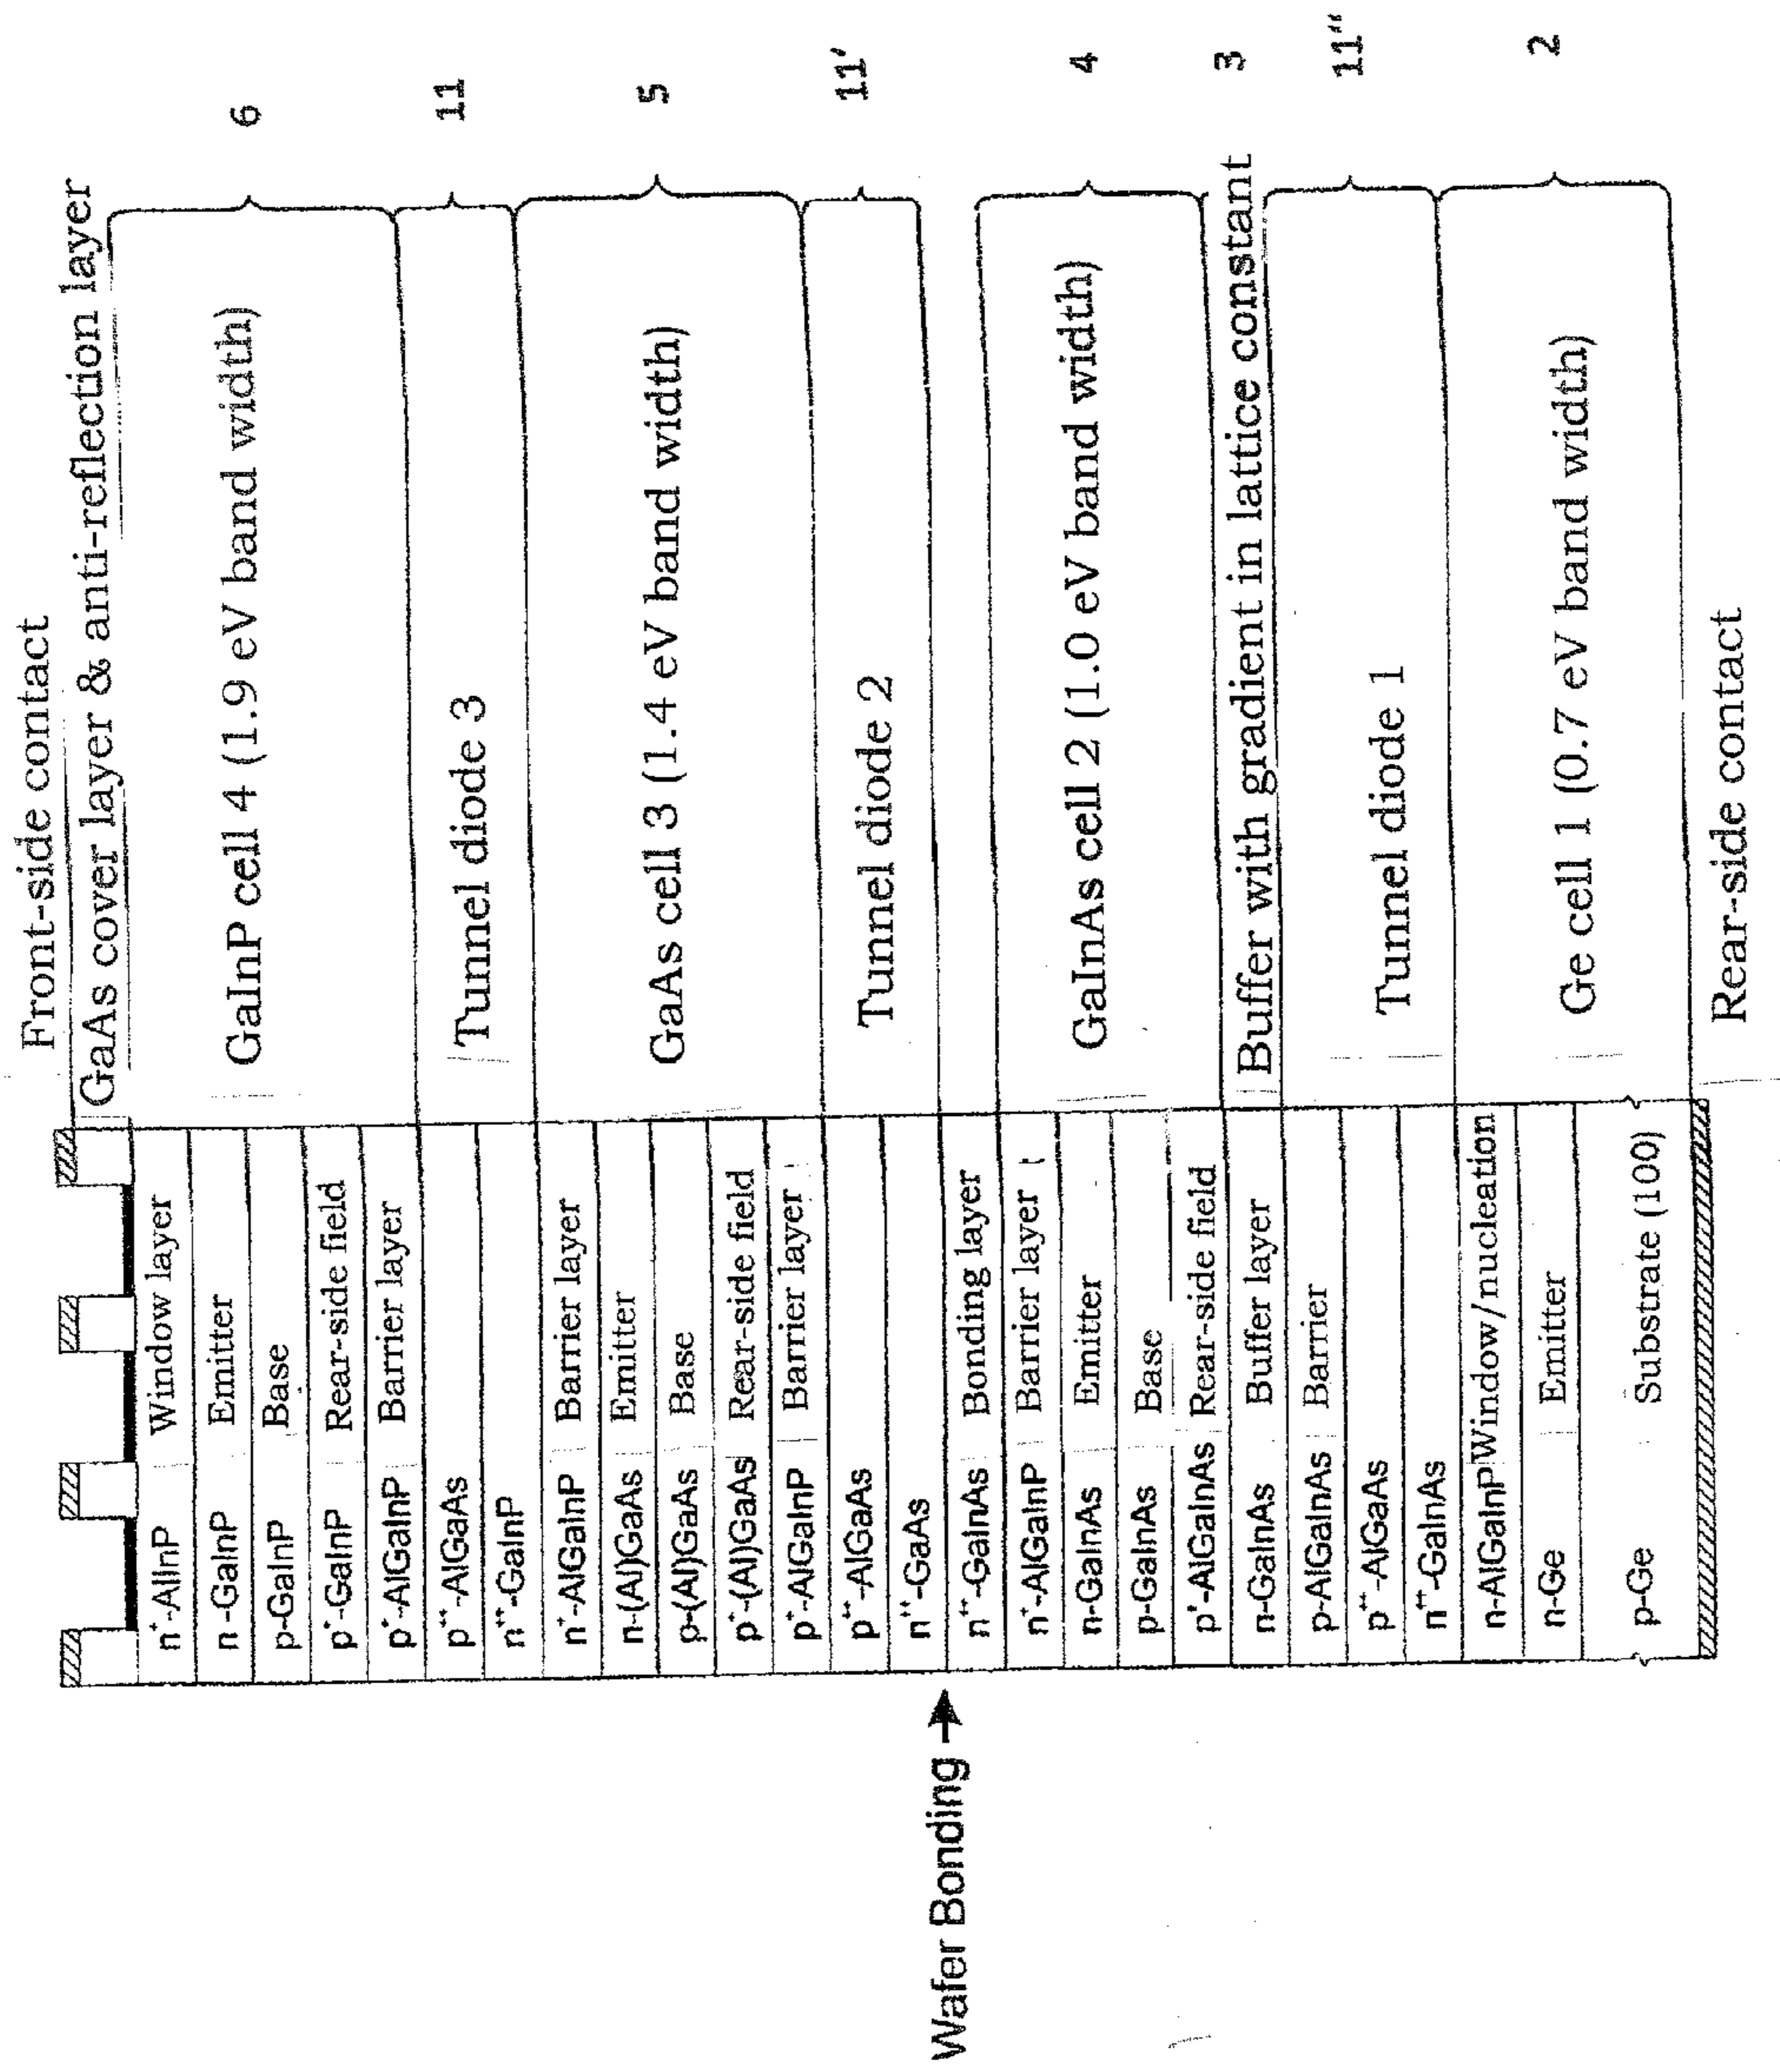 Front-side contact
GaAs cover layer & anti-reflection layer
n⁺-AlInP Window layer
n-GaInP Emitter
p-GaInP Base
p⁺-GaInP Rear-side field
p⁺-AlGaInP Barrier layer
GaInP cell 4 (1.9 eV band width)
6
p⁺⁺-AlGaAs
n⁺⁺-GaInP
Tunnel diode 3
11
n⁺-AlGaInP Barrier layer
n-(Al)GaAs Emitter
p-(Al)GaAs Base
p⁺-(Al)GaAs Rear-side field
p⁺-AlGaInP Barrier layer
GaAs cell 3 (1.4 eV band width)
5
p⁺⁺-AlGaAs
n⁺⁺-GaAs
Tunnel diode 2
11'
Wafer Bonding
n⁺⁺-GaInAs Bonding layer
n⁺-AlGaInP Barrier layer
n-GaInAs Emitter
p-GaInAs Base
p⁺-AlGaInAs Rear-side field
GaInAs cell 2 (1.0 eV band width)
4
n-GaInAs Buffer layer
Buffer with gradient in lattice constant
3
p-AlGaInAs Barrier
p⁺⁺-AlGaAs
n⁺⁺-GaInAs
Tunnel diode 1
11"
n-AlGaInP Window/nucleation
n-Ge Emitter
p-Ge Substrate (100)
Ge cell 1 (0.7 eV band width)
2
Rear-side contact